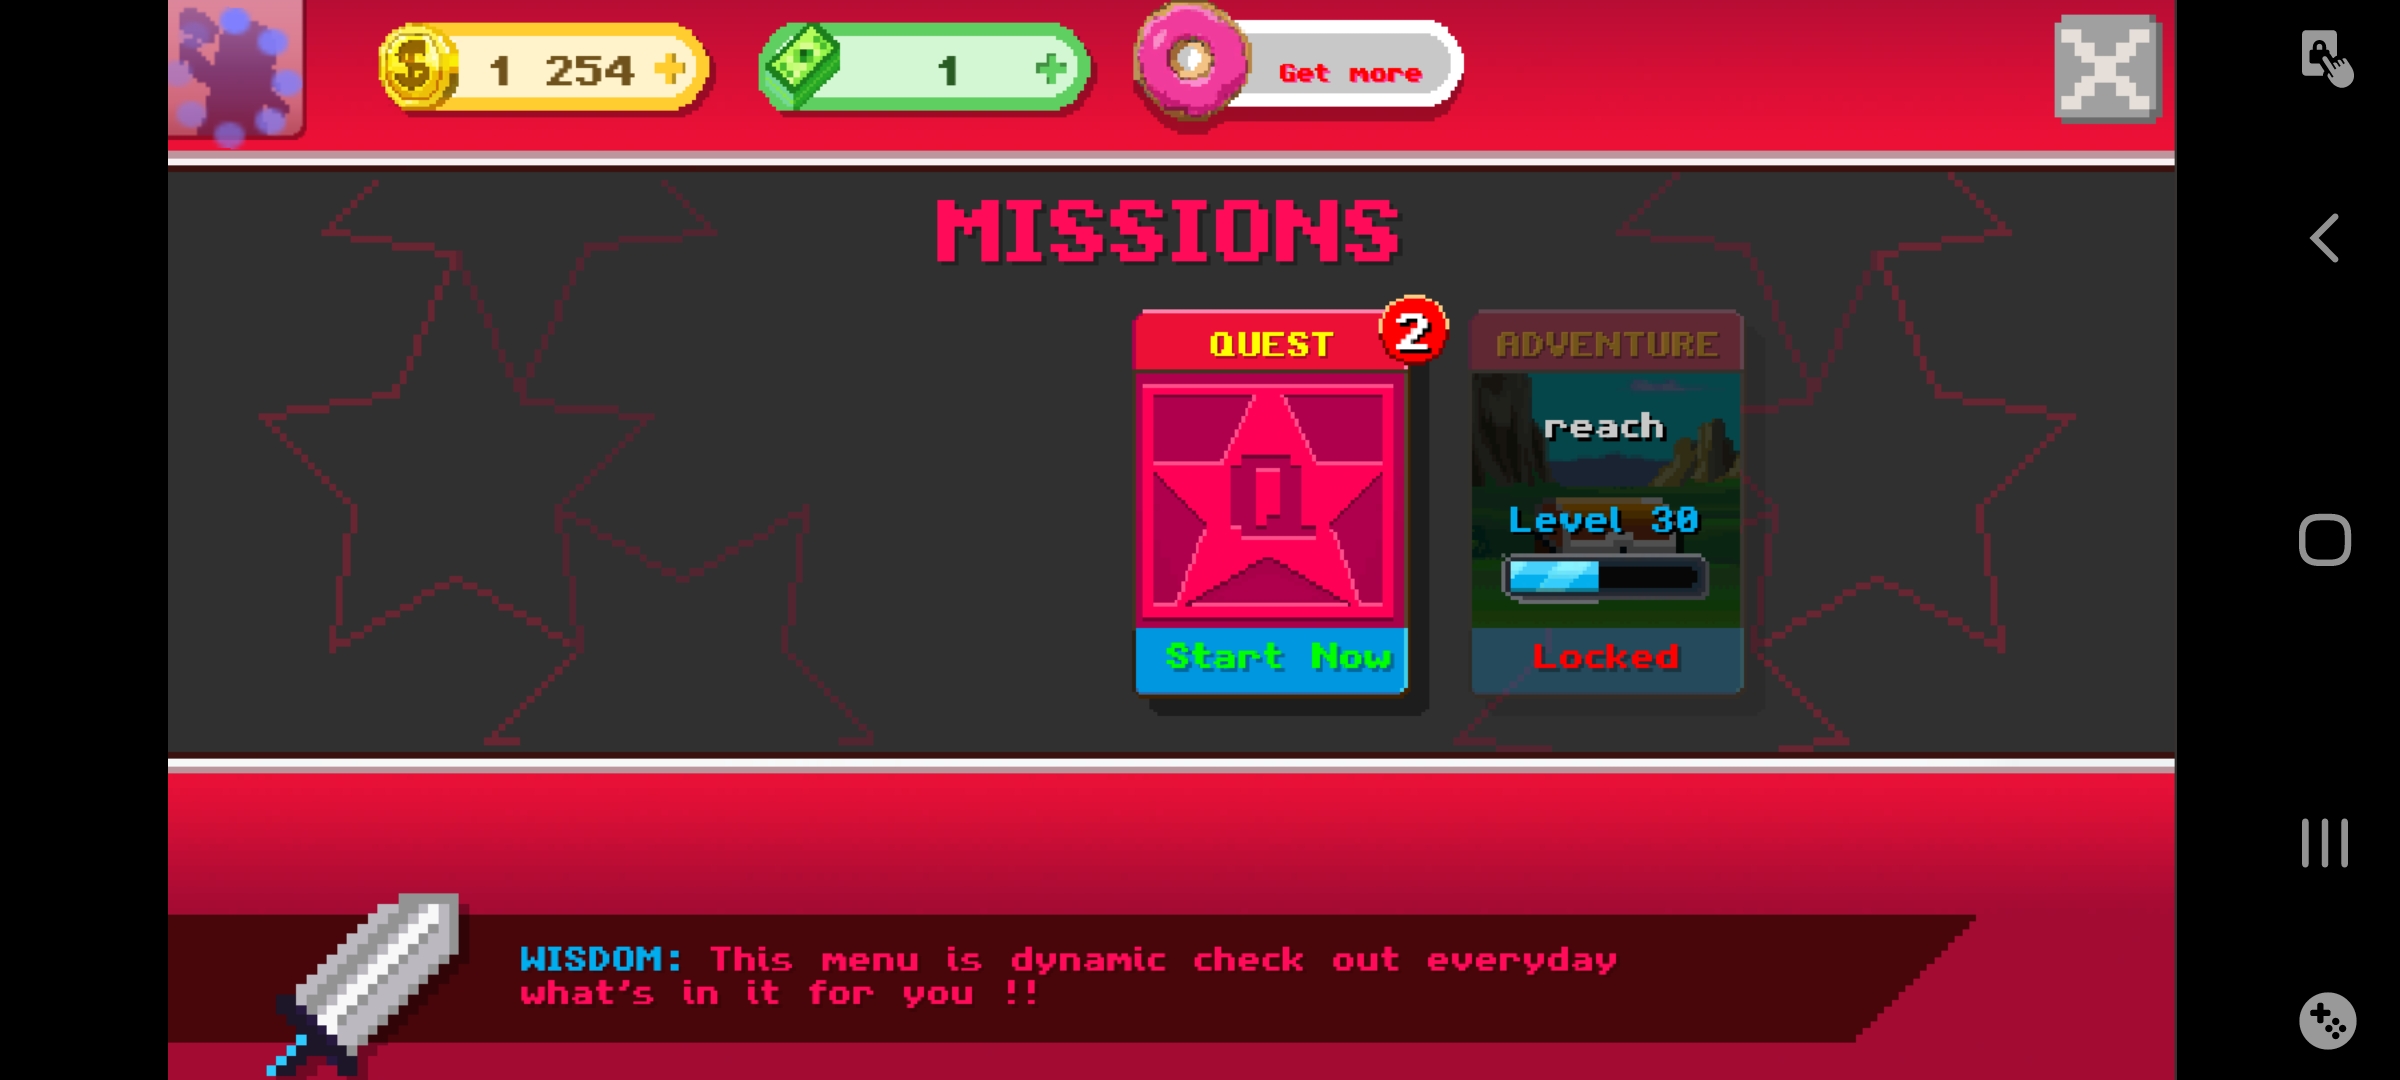 1 254 +
1 +
Get more
MISSIONS
QUEST
2
Q
Start Now
ADVENTURE
reach
Level 30
Locked
WISDOM: This menu is dynamic check out everyday
what's in it for you !!